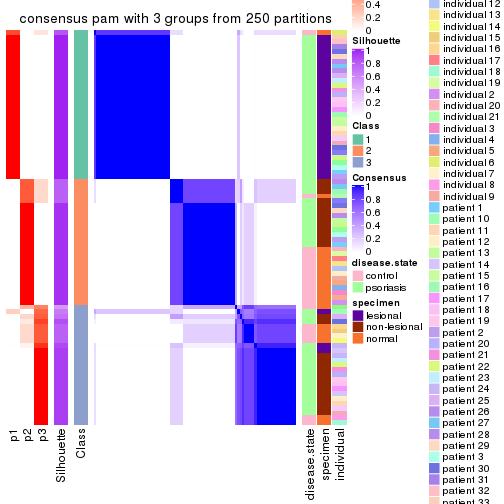 consensus pam with 3 groups from 250 partitions
p1
p2
p3
Silhouette
Class
disease.state
specimen
individual
0.4
0.2
0
Silhouette
1
0.8
0.6
0.4
0.2
0
Class
1
2
3
Consensus
1
0.8
0.6
0.4
0.2
0
disease.state
control
psoriasis
specimen
lesional
non-lesional
normal
individual 12
individual 13
individual 14
individual 15
individual 16
individual 17
individual 18
individual 19
individual 2
individual 20
individual 21
individual 3
individual 4
individual 5
individual 6
individual 7
individual 8
individual 9
patient 1
patient 10
patient 11
patient 12
patient 13
patient 14
patient 15
patient 16
patient 17
patient 18
patient 19
patient 2
patient 20
patient 21
patient 22
patient 23
patient 24
patient 25
patient 26
patient 27
patient 28
patient 29
patient 3
patient 30
patient 31
patient 32
patient 33